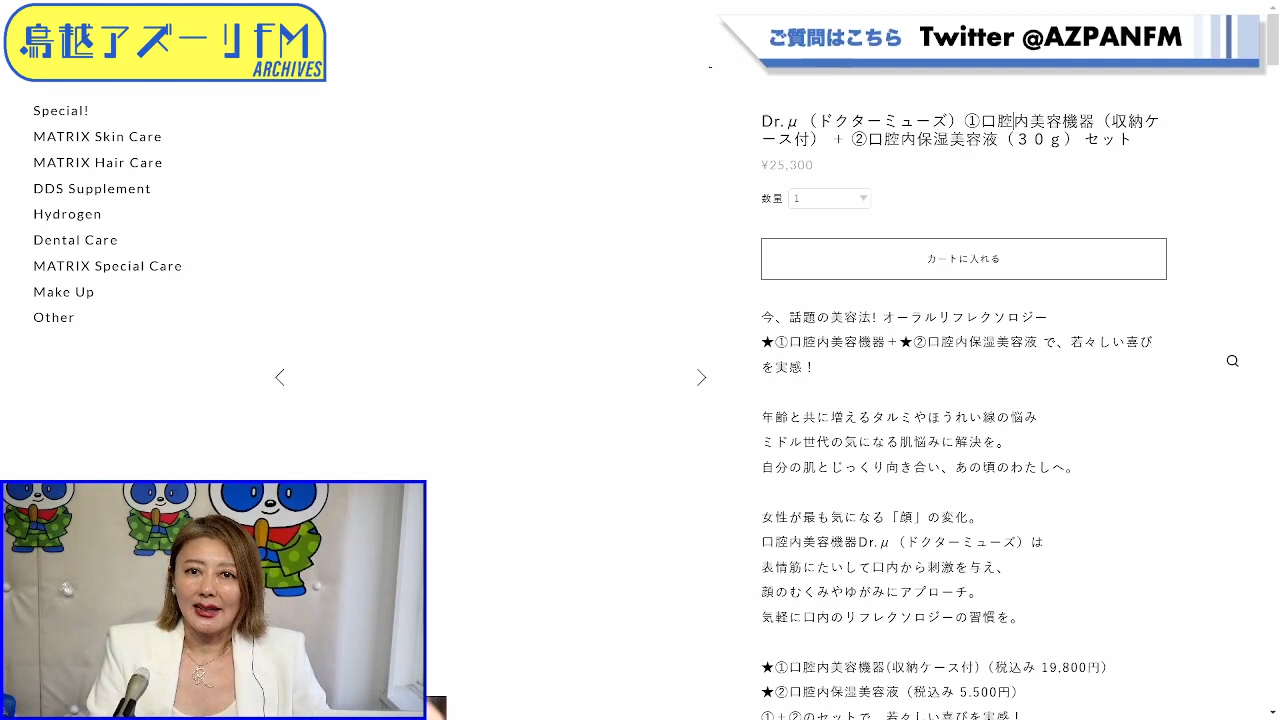 鳥越アズーリFM
ARCHIVES
ご質問はこちら Twitter @AZPANFM
Special!
MATRIX Skin Care
MATRIX Hair Care
DDS Supplement
Hydrogen
Dental Care
MATRIX Special Care
Make Up
Other
Dr.μ（ドクターミューズ）①口腔内美容機器（収納ケ
ース付） ＋ ②口腔内保湿美容液（３０ｇ） セット
¥25,300
数量 1
カートに入れる
今、話題の美容法! オーラルリフレクソロジー
★①口腔内美容機器＋★②口腔内保湿美容液 で、若々しい喜び
を実感！
年齢と共に増えるタルミやほうれい線の悩み
ミドル世代の気になる肌悩みに解決を。
自分の肌とじっくり向き合い、あの頃のわたしへ。
女性が最も気になる「顔」の変化。
口腔内美容機器Dr.μ（ドクターミューズ）は
表情筋にたいして口内から刺激を与え、
顔のむくみやゆがみにアプローチ。
気軽に口内のリフレクソロジーの習慣を。
★①口腔内美容機器(収納ケース付)（税込み 19,800円）
★②口腔内保湿美容液（税込み 5.500円）
①＋②のセットで、若々しい喜びを実感！